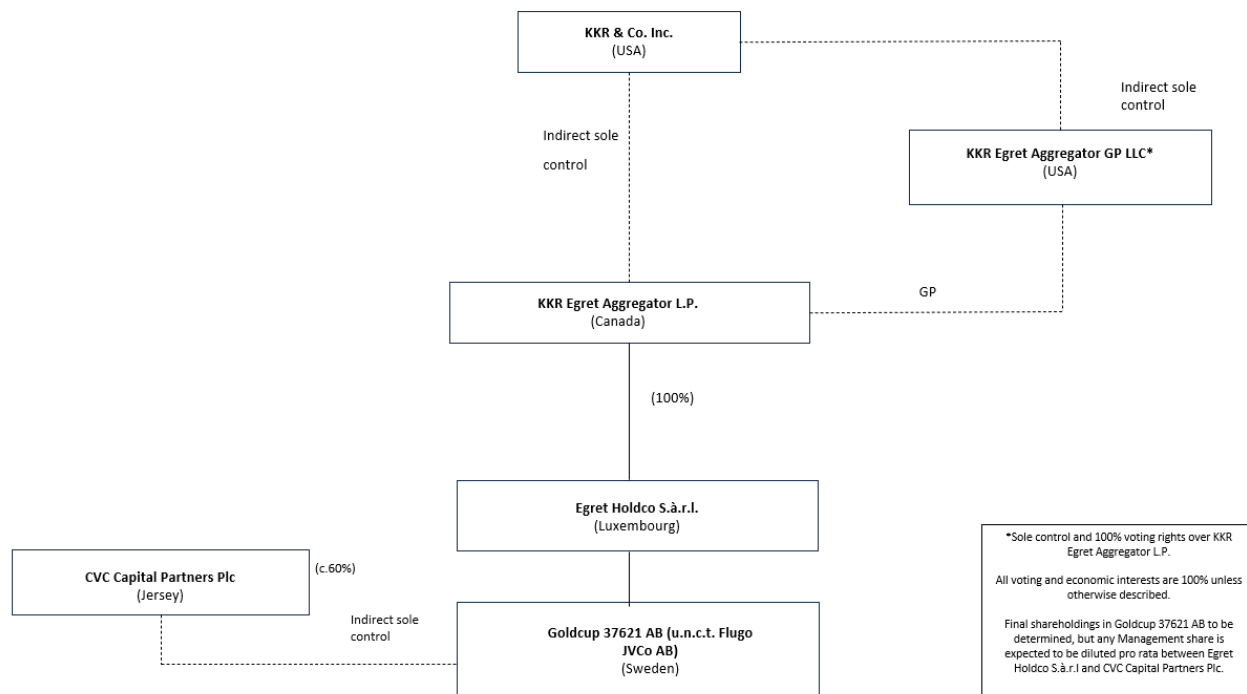 KKR & Co. Inc.
(USA)
Indirect sole
control
Indirect sole
control
KKR Egret Aggregator GP LLC*
(USA)
KKR Egret Aggregator L.P.
(Canada)
GP
(100%)
Egret Holdco S.à.r.l.
(Luxembourg)
CVC Capital Partners Plc
(Jersey)
(c.60%)
Indirect sole
control
Goldcup 37621 AB (u.n.c.t. Flugo
JVCo AB)
(Sweden)
*Sole control and 100% voting rights over KKR
Egret Aggregator L.P.
All voting and economic interests are 100% unless
otherwise described.
Final shareholdings in Goldcup 37621 AB to be
determined, but any Management share is
expected to be diluted pro rata between Egret
Holdco S.à.r.l and CVC Capital Partners Plc.